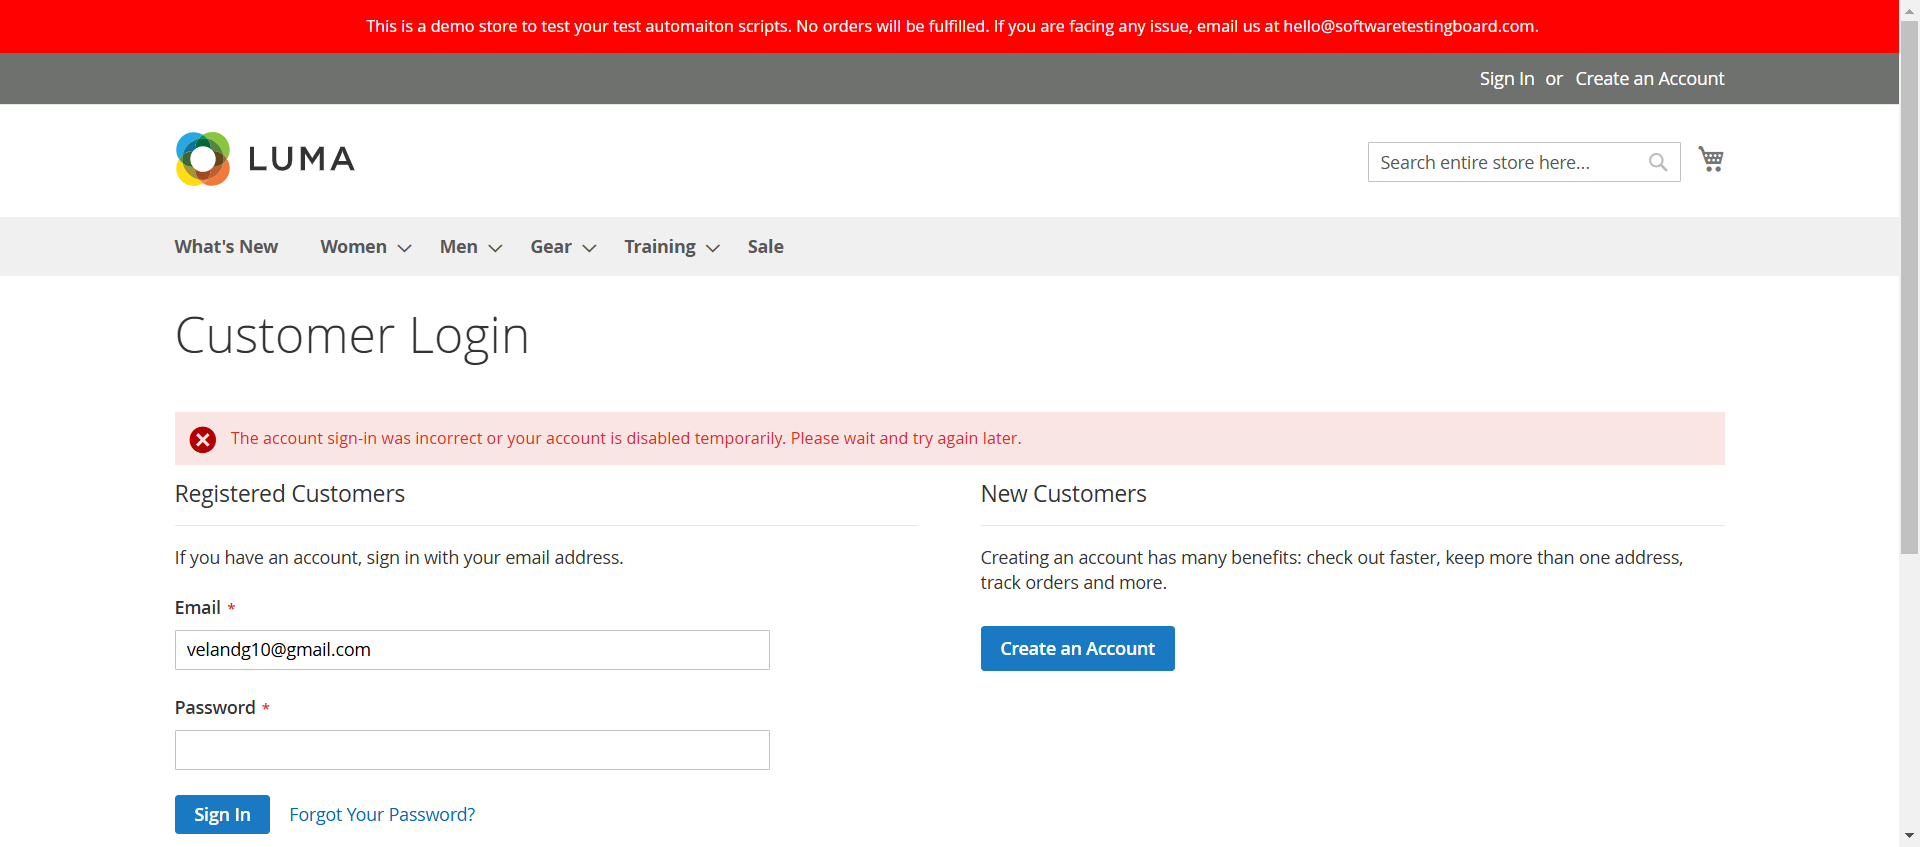 This is a demo store to test your test automaiton scripts. No orders will be fulfilled. If you are facing any issue, email us at hello@softwaretestingboard.com.
Sign In or Create an Account
LUMA
Search entire store here...
What's New Women Men Gear Training Sale
Customer Login
The account sign-in was incorrect or your account is disabled temporarily. Please wait and try again later.
Registered Customers
If you have an account, sign in with your email address.
Email *
velandg10@gmail.com
Password *
Sign In Forgot Your Password?
New Customers
Creating an account has many benefits: check out faster, keep more than one address,
track orders and more.
Create an Account